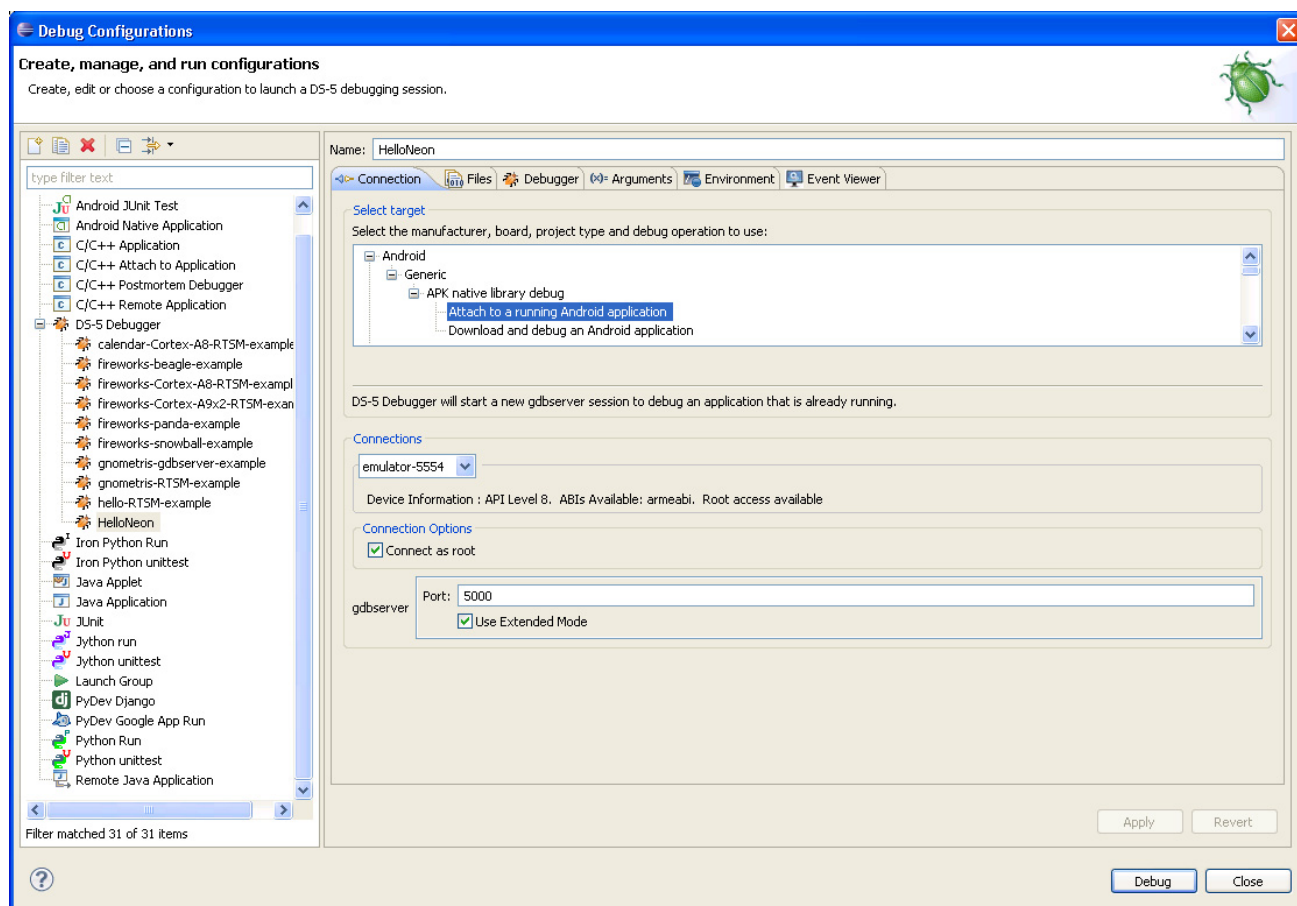 Debug Configurations
Create, manage, and run configurations
Create, edit or choose a configuration to launch a DS-5 debugging session.
type filter text
Android JUnit Test
Android Native Application
C/C++ Application
C/C++ Attach to Application
C/C++ Postmortem Debugger
C/C++ Remote Application
DS-5 Debugger
calendar-Cortex-A8-RTSM-example
fireworks-beagle-example
fireworks-Cortex-A8-RTSM-exampl
fireworks-Cortex-A9x2-RTSM-exan
fireworks-panda-example
fireworks-snowball-example
gnometris-gdbserver-example
gnometris-RTSM-example
hello-RTSM-example
HelloNeon
Iron Python Run
Iron Python unittest
Java Applet
Java Application
JUnit
Jython run
Jython unittest
Launch Group
PyDev Django
PyDev Google App Run
Python Run
Python unittest
Remote Java Application
Filter matched 31 of 31 items
Name: HelloNeon
Connection Files Debugger (x)= Arguments Environment Event Viewer
Select target
Select the manufacturer, board, project type and debug operation to use:
Android
Generic
APK native library debug
Attach to a running Android application
Download and debug an Android application
DS-5 Debugger will start a new gdbserver session to debug an application that is already running.
Connections
emulator-5554
Device Information : API Level 8. ABIs Available: armeabi. Root access available
Connection Options
Connect as root
gdbserver
Port: 5000
Use Extended Mode
Apply Revert
Debug Close